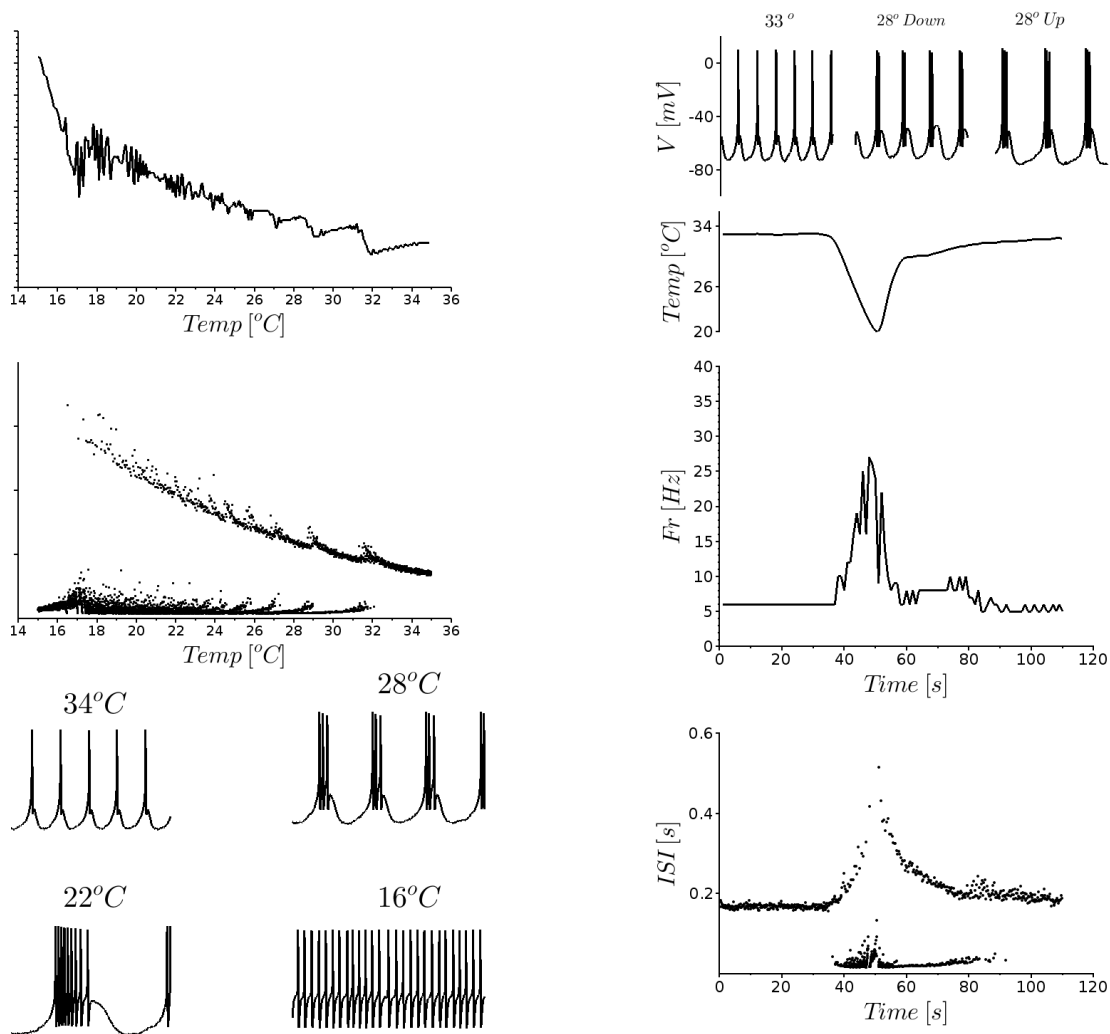 14 16 18 20 22 24 26 28 30 32 34 36
Temp [°C]
14 16 18 20 22 24 26 28 30 32 34 36
Temp [°C]
34°C
28°C
22°C
16°C
33 °
28° Down
28° Up
0
-40
-80
V [mV]
34
26
20
Temp [°C]
40
35
30
25
20
15
10
5
0
Fr [Hz]
0 20 40 60 80 100 120
Time [s]
0.6
0.4
0.2
ISI [s]
0 20 40 60 80 100 120
Time [s]